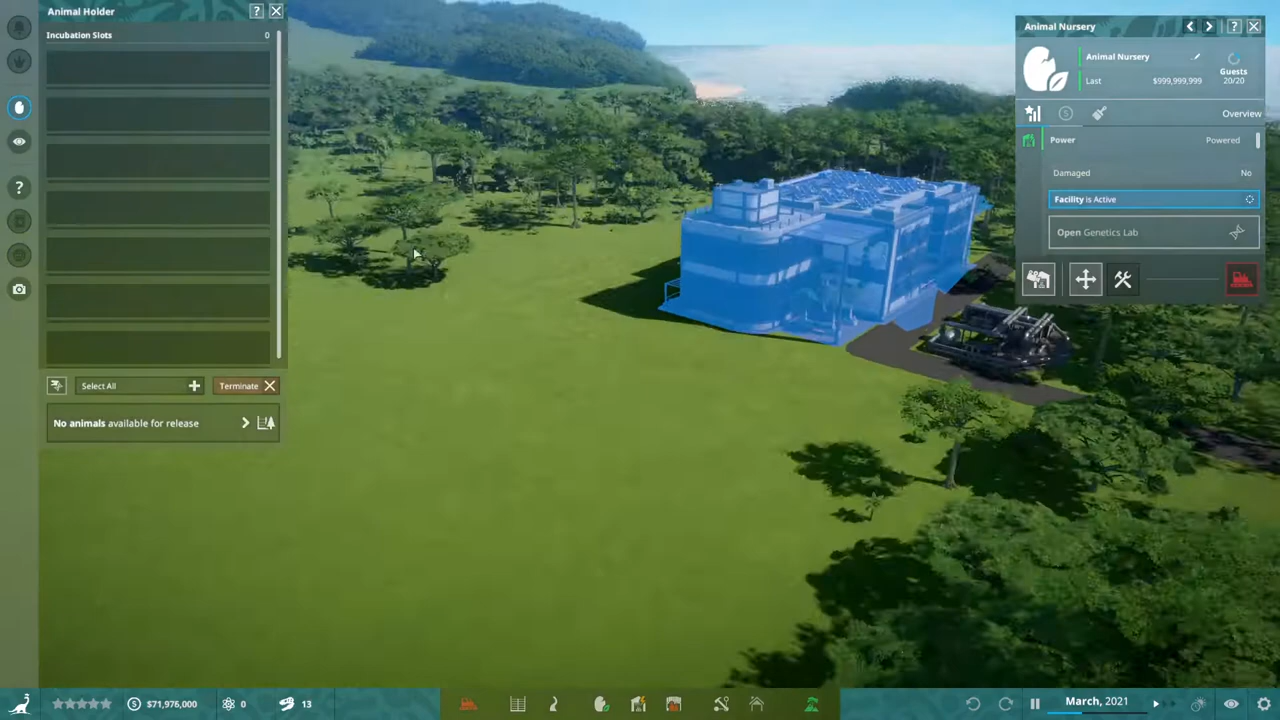 Animal Holder
?
Incubation Slots 0
Select All
Terminate
No animals available for release
Animal Nursery
?
Animal Nursery
Last $999,999,999
Guests
20/20
Overview
Power Powered
Damaged No
Facility is Active
Open Genetics Lab
?
$71,976,000
0
13
March, 2021